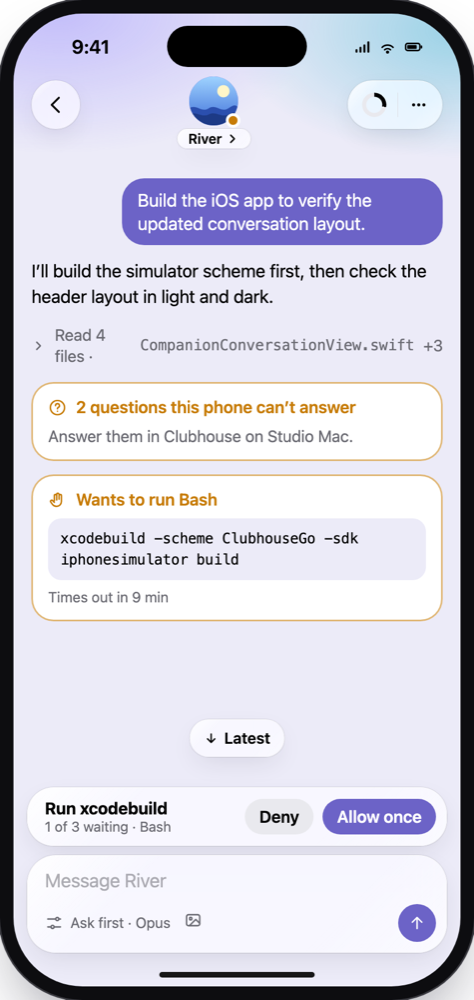 9:41
River >
Build the iOS app to verify the
updated conversation layout.
I’ll build the simulator scheme first, then check the
header layout in light and dark.
> Read 4 files · CompanionConversationView.swift +3
2 questions this phone can’t answer
Answer them in Clubhouse on Studio Mac.
Wants to run Bash
xcodebuild -scheme ClubhouseGo -sdk
iphonesimulator build
Times out in 9 min
↓ Latest
Run xcodebuild
1 of 3 waiting · Bash
Deny
Allow once
Message River
Ask first · Opus